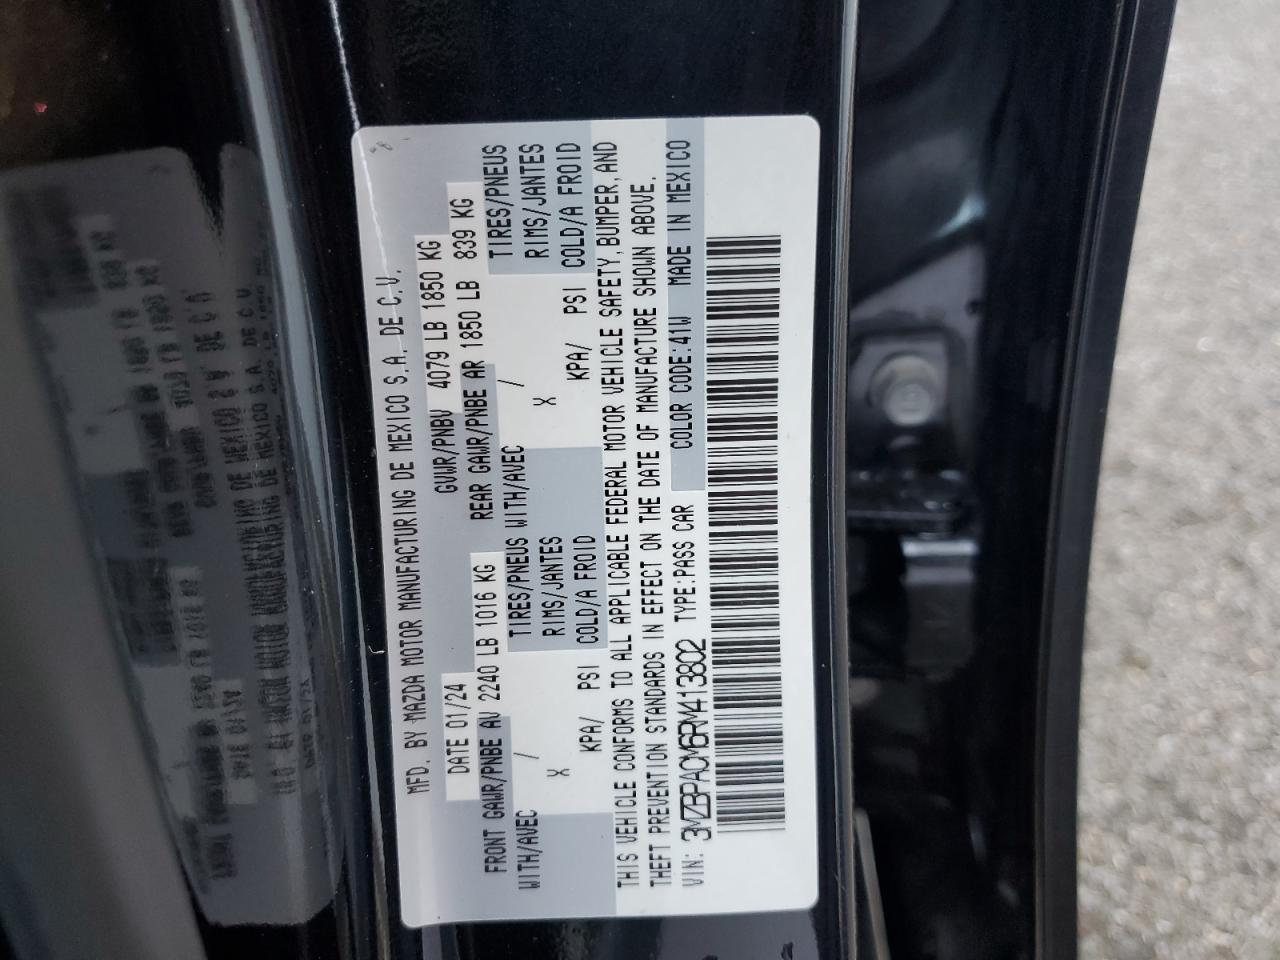 MFD. BY MAZDA MOTOR MANUFACTURING DE MEXICO S.A. DE C.V.
DATE 01/24 GVWR/PNBV 4079 LB 1850 KG
FRONT GAWR/PNBE AV 2240 LB 1016 KG REAR GAWR/PNBE AR 1850 LB 839 KG
WITH/AVEC / TIRES/PNEUS WITH/AVEC / TIRES/PNEUS
X RIMS/JANTES X RIMS/JANTES
KPA/ PSI COLD/A FROID KPA/ PSI COLD/A FROID
THIS VEHICLE CONFORMS TO ALL APPLICABLE FEDERAL MOTOR VEHICLE SAFETY, BUMPER, AND
THEFT PREVENTION STANDARDS IN EFFECT ON THE DATE OF MANUFACTURE SHOWN ABOVE.
VIN: 3MZBPACM6RM413802 TYPE:PASS CAR COLOR CODE:41W MADE IN MEXICO